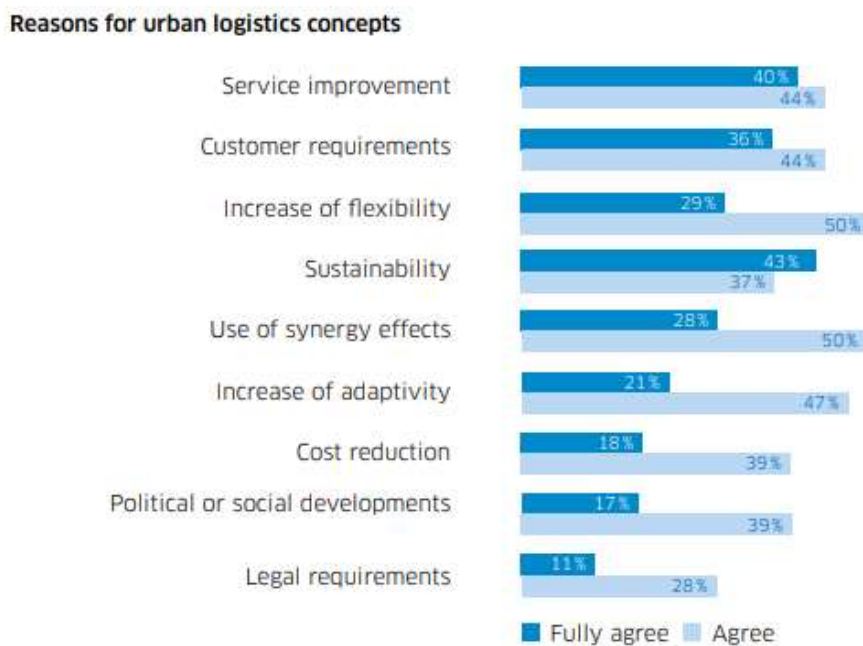 Reasons for urban logistics concepts
Service improvement
40%
44%
Customer requirements
36%
44%
Increase of flexibility
29%
50%
Sustainability
43%
37%
Use of synergy effects
28%
50%
Increase of adaptivity
21%
47%
Cost reduction
18%
39%
Political or social developments
17%
39%
Legal requirements
11%
28%
Fully agree Agree